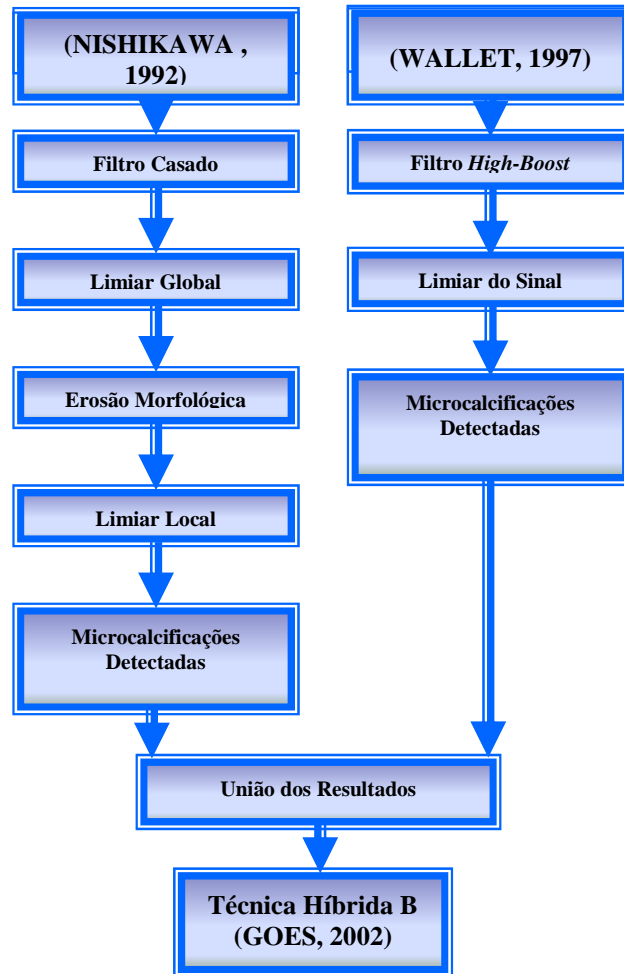 (NISHIKAWA ,
1992)
Filtro Casado
Limiar Global
Erosão Morfológica
Limiar Local
Microcalcificações
Detectadas
(WALLET, 1997)
Filtro High-Boost
Limiar do Sinal
Microcalcificações
Detectadas
União dos Resultados
Técnica Híbrida B
(GOES, 2002)